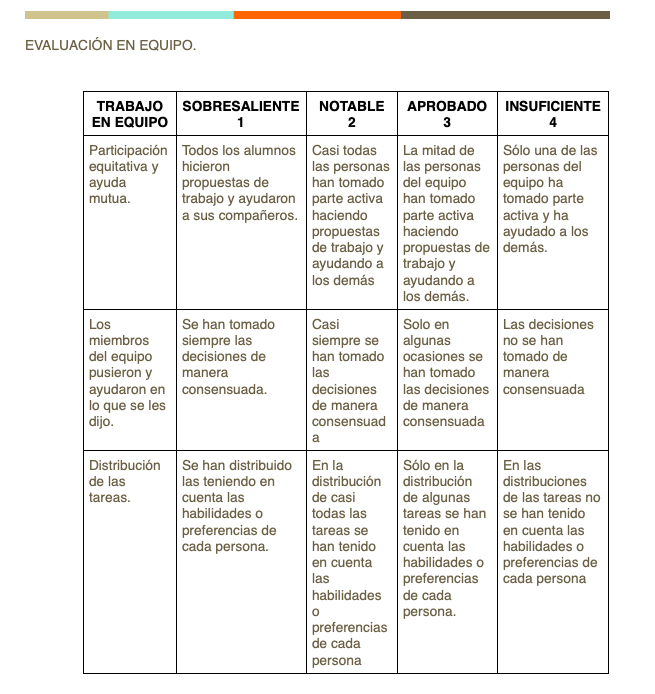 EVALUACIÓN EN EQUIPO.
TRABAJO
EN EQUIPO
SOBRESALIENTE
1
NOTABLE
2
APROBADO
3
INSUFICIENTE
4
Participación
equitativa y
ayuda
mutua.
Todos los alumnos
hicieron
propuestas de
trabajo y ayudaron
a sus compañeros.
Casi todas
las personas
han tomado
parte activa
haciendo
propuestas
de trabajo y
ayudando a
los demás
La mitad de
las personas
del equipo
han tomado
parte activa
haciendo
propuestas de
trabajo y
ayudando a
los demás.
Sólo una de las
personas del
equipo ha
tomado parte
activa y ha
ayudado a los
demás.
Los
miembros
del equipo
pusieron y
ayudaron en
lo que se les
dijo.
Se han tomado
siempre las
decisiones de
manera
consensuada.
Casi
siempre se
han tomado
las
decisiones
de manera
consensuad
a
Solo en
algunas
ocasiones se
han tomado
las decisiones
de manera
consensuada
Las decisiones
no se han
tomado de
manera
consensuada
Distribución
de las
tareas.
Se han distribuido
las teniendo en
cuenta las
habilidades o
preferencias de
cada persona.
En la
distribución
de casi
todas las
tareas se
han tenido
en cuenta
las
habilidades
o
preferencias
de cada
persona
Sólo en la
distribución
de algunas
tareas se han
tenido en
cuenta las
habilidades o
preferencias
de cada
persona.
En las
distribuciones
de las tareas no
se han tenido
en cuenta las
habilidades o
preferencias de
cada persona